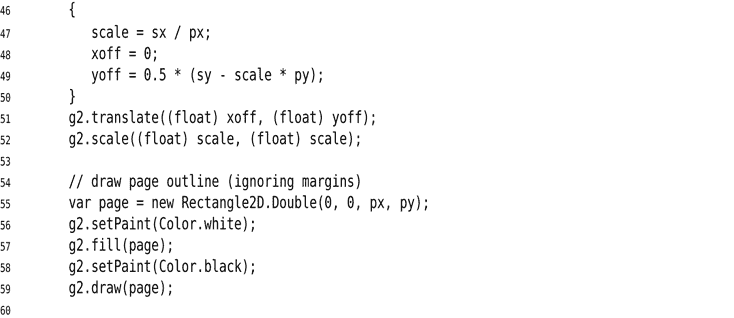 46 {
47 scale = sx / px;
48 xoff = 0;
49 yoff = 0.5 * (sy - scale * py);
50 }
51 g2.translate((float) xoff, (float) yoff);
52 g2.scale((float) scale, (float) scale);
53
54 // draw page outline (ignoring margins)
55 var page = new Rectangle2D.Double(0, 0, px, py);
56 g2.setPaint(Color.white);
57 g2.fill(page);
58 g2.setPaint(Color.black);
59 g2.draw(page);
60